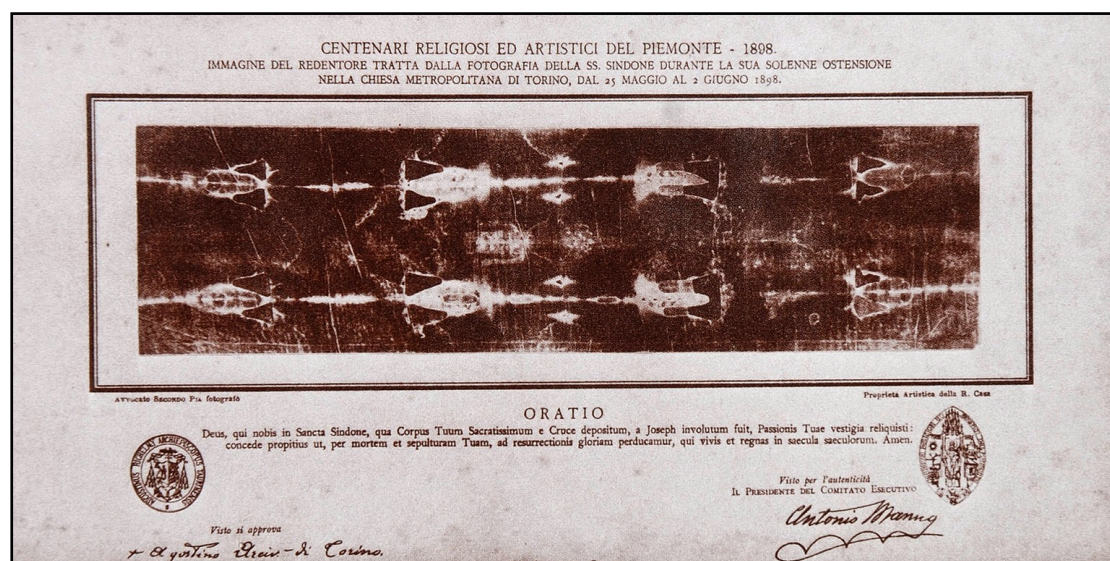 CENTENARI RELIGIOSI ED ARTISTICI DEL PIEMONTE - 1898.
IMMAGINE DEL REDENTORE TRATTA DALLA FOTOGRAFIA DELLA SS. SINDONE DURANTE LA SUA SOLENNE OSTENSIONE
NELLA CHIESA METROPOLITANA DI TORINO, DAL 25 MAGGIO AL 2 GIUGNO 1898.
AVVOCATO SECONDO PIA fotografò
Proprietà Artistica della R. Casa
ORATIO
Deus, qui nobis in Sancta Sindone, qua Corpus Tuum Sacratissimum e Cruce depositum, a Joseph involutum fuit, Passionis Tuae vestigia reliquisti:
concede propitius ut, per mortem et sepulturam Tuam, ad resurrectionis gloriam perducamur, qui vivis et regnas in saecula saeculorum. Amen.
Visto per l'autenticità
IL PRESIDENTE DEL COMITATO ESECUTIVO
Antonio Manno
Visto si approva
+ Agostino Arciv. di Torino.